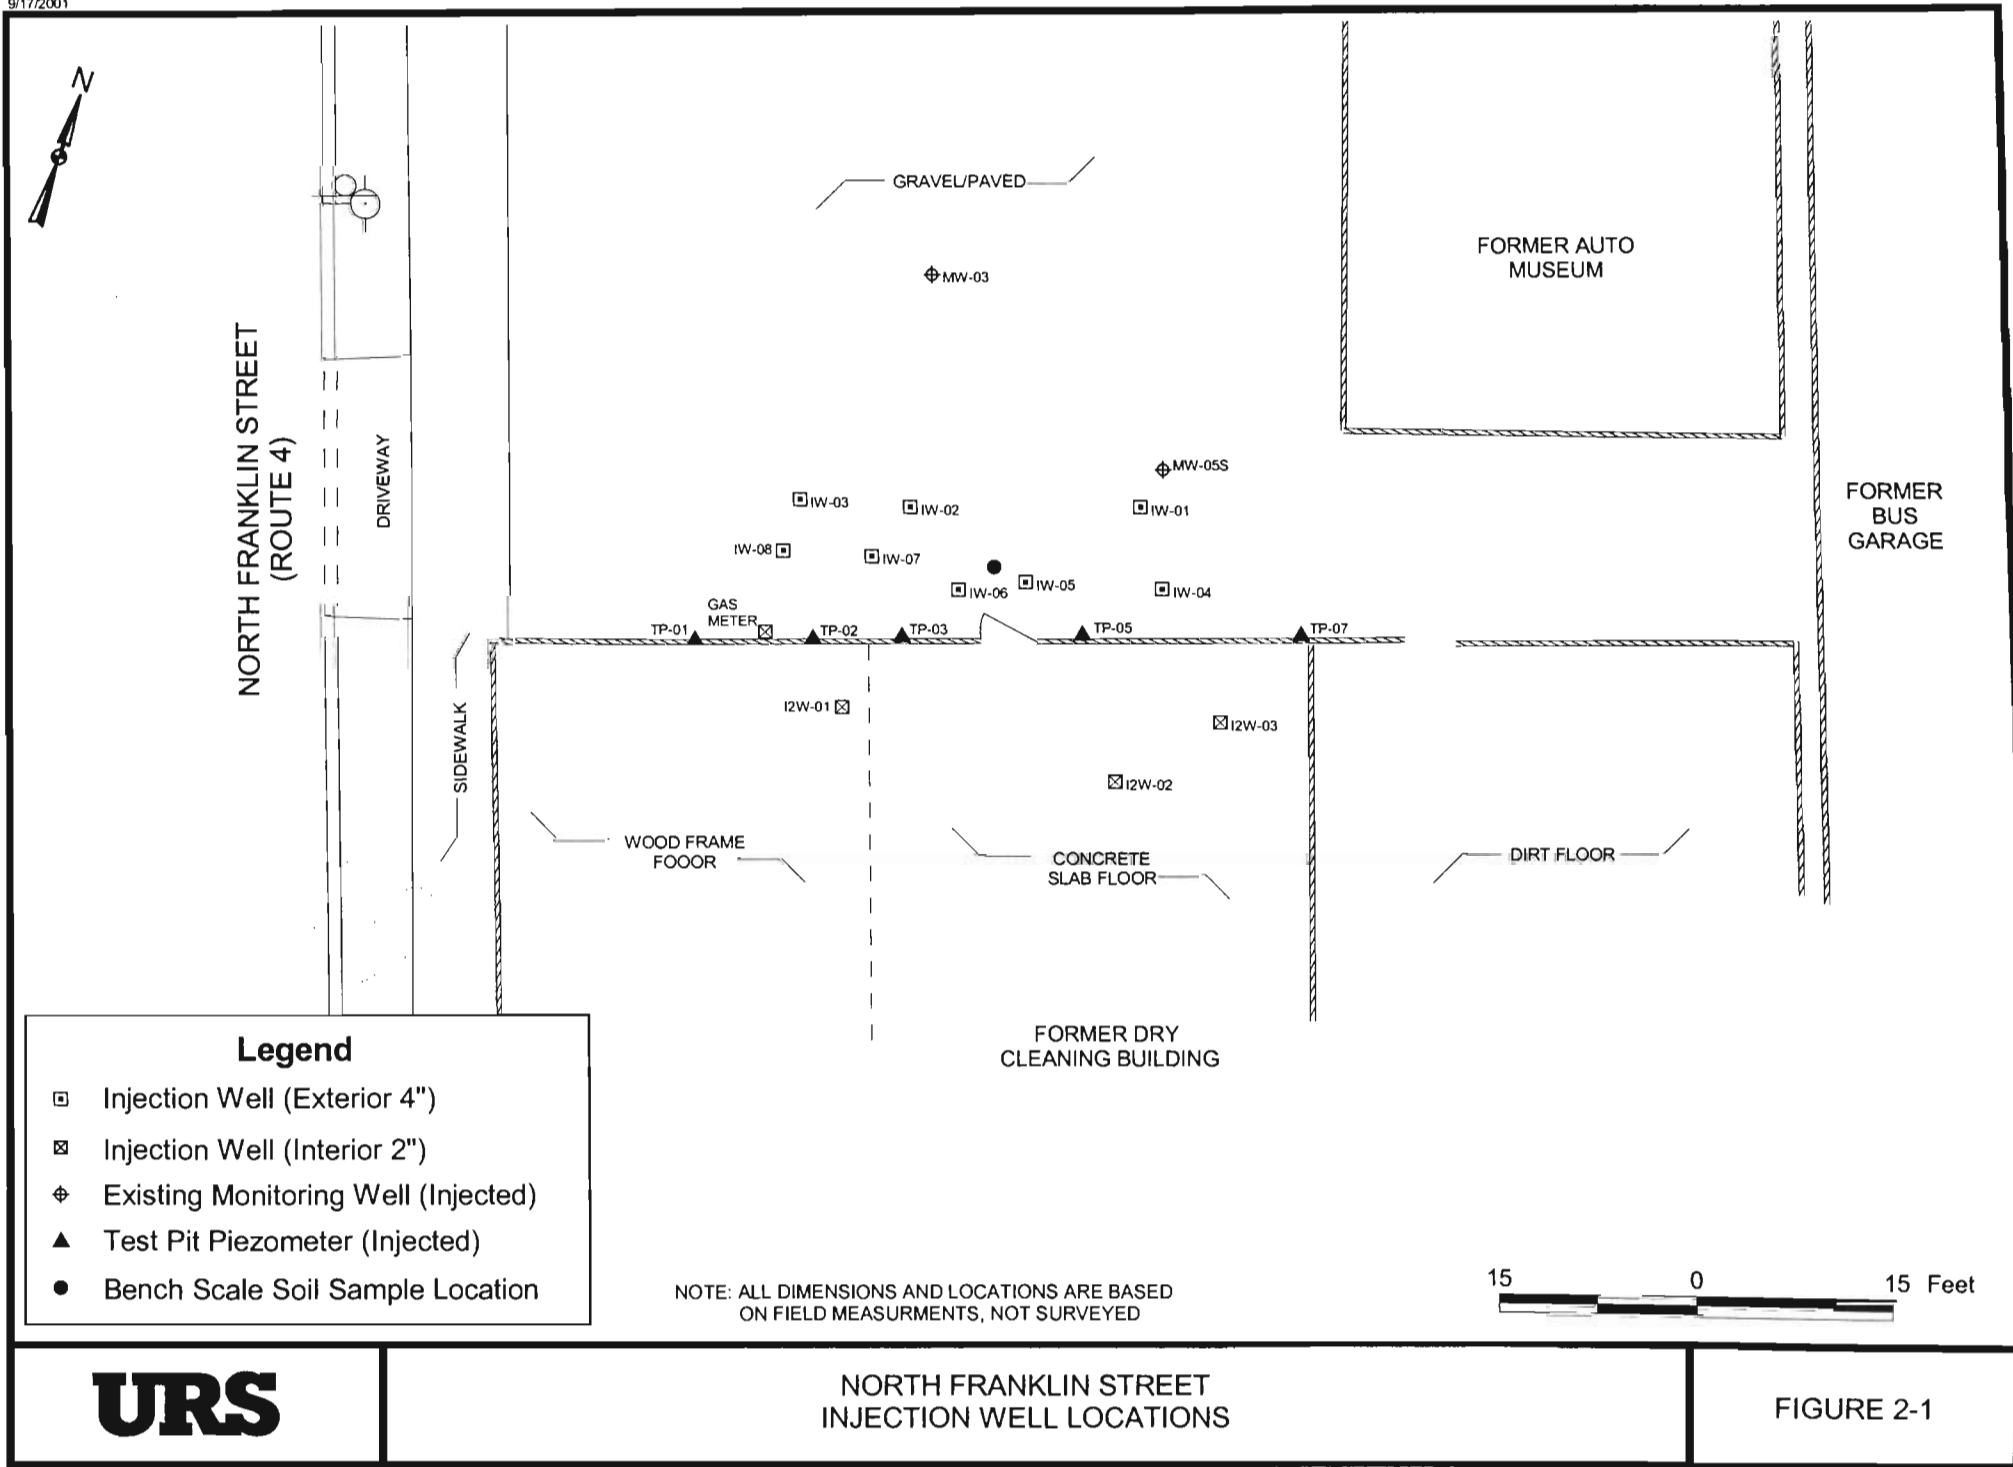 9/17/2001
N
GRAVEL/PAVED
FORMER AUTO
MUSEUM
MW-03
NORTH FRANKLIN STREET
(ROUTE 4)
DRIVEWAY
MW-05S
IW-03
IW-02
IW-01
FORMER
BUS
GARAGE
IW-08
IW-07
IW-06
IW-05
IW-04
GAS
METER
TP-01
TP-02
TP-03
TP-05
TP-07
SIDEWALK
I2W-01
I2W-03
I2W-02
WOOD FRAME
FOOOR
CONCRETE
SLAB FLOOR
DIRT FLOOR
FORMER DRY
CLEANING BUILDING
Legend
Injection Well (Exterior 4")
Injection Well (Interior 2")
Existing Monitoring Well (Injected)
Test Pit Piezometer (Injected)
Bench Scale Soil Sample Location
NOTE: ALL DIMENSIONS AND LOCATIONS ARE BASED
ON FIELD MEASURMENTS, NOT SURVEYED
15 0 15 Feet
URS
NORTH FRANKLIN STREET
INJECTION WELL LOCATIONS
FIGURE 2-1